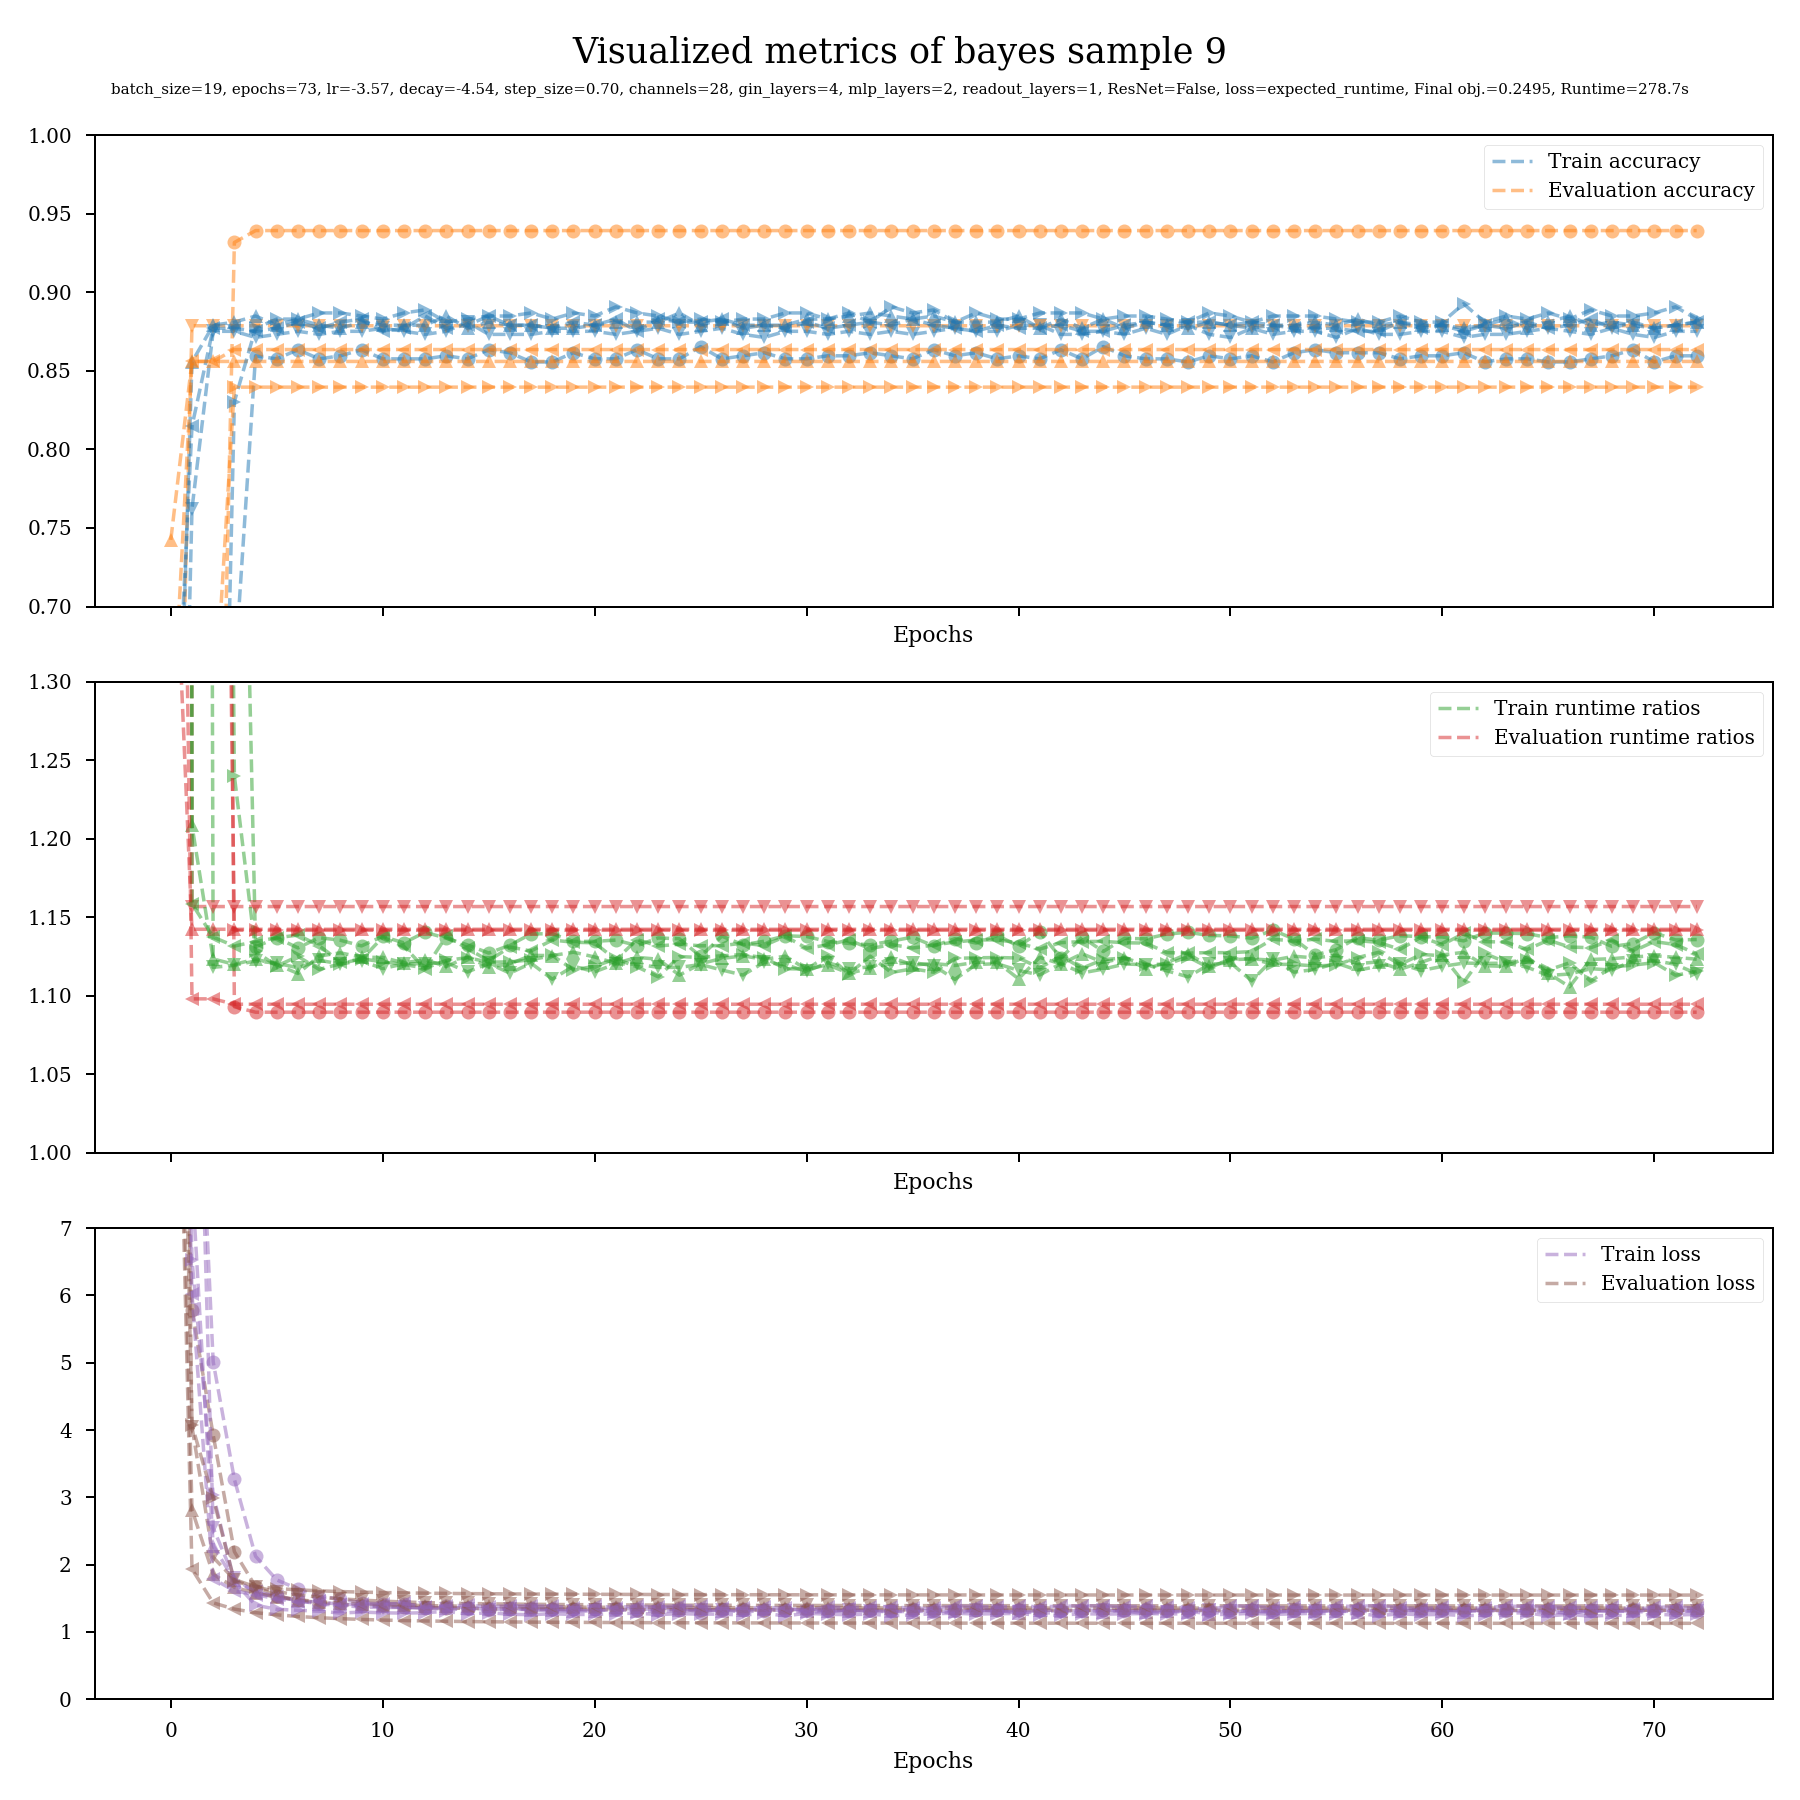 Visualized metrics of bayes sample 9
batch_size=19, epochs=73, lr=-3.57, decay=-4.54, step_size=0.70, channels=28, gin_layers=4, mlp_layers=2, readout_layers=1, ResNet=False, loss=expected_runtime, Final obj.=0.2495, Runtime=278.7s
1.00
0.95
0.90
0.85
0.80
0.75
0.70
Train accuracy
Evaluation accuracy
Epochs
1.30
1.25
1.20
1.15
1.10
1.05
1.00
Train runtime ratios
Evaluation runtime ratios
Epochs
7
6
5
4
3
2
1
0
Train loss
Evaluation loss
0 10 20 30 40 50 60 70
Epochs